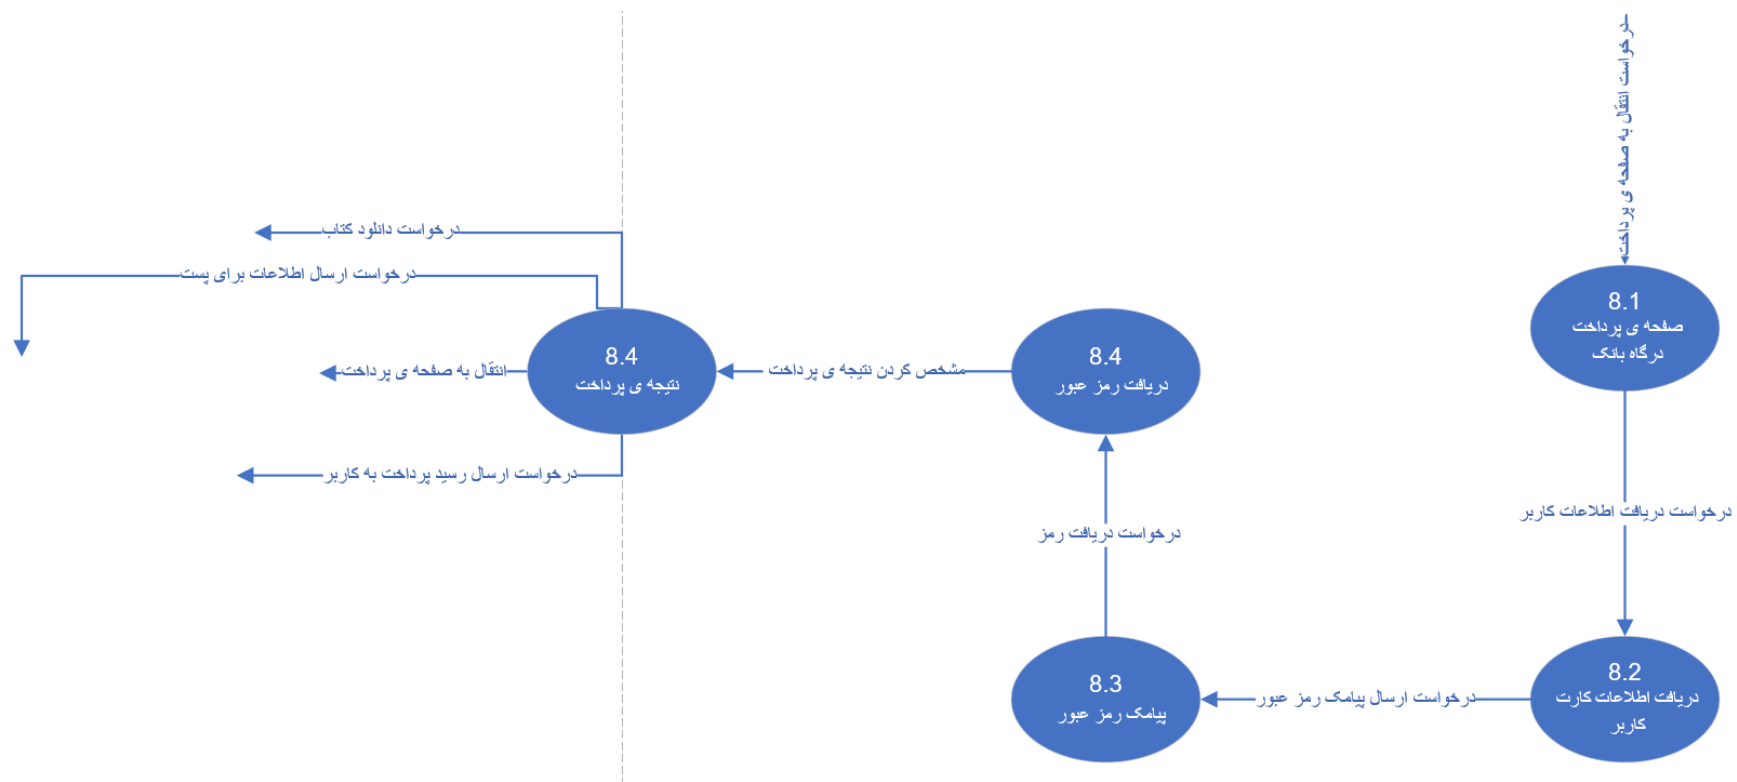 درخواست انتقال به صفحه ی پرداخت
8.1
صفحه ی پرداخت
درگاه بانک
درخواست دریافت اطلاعات کاربر
8.2
دریافت اطلاعات کارت
کاربر
درخواست ارسال پیامک رمز عبور
8.3
پیامک رمز عبور
درخواست دریافت رمز
8.4
دریافت رمز عبور
مشخص کردن نتیجه ی پرداخت
8.4
نتیجه ی پرداخت
درخواست دانلود کتاب
درخواست ارسال اطلاعات برای پست
انتقال به صفحه ی پرداخت
درخواست ارسال رسید پرداخت به کاربر